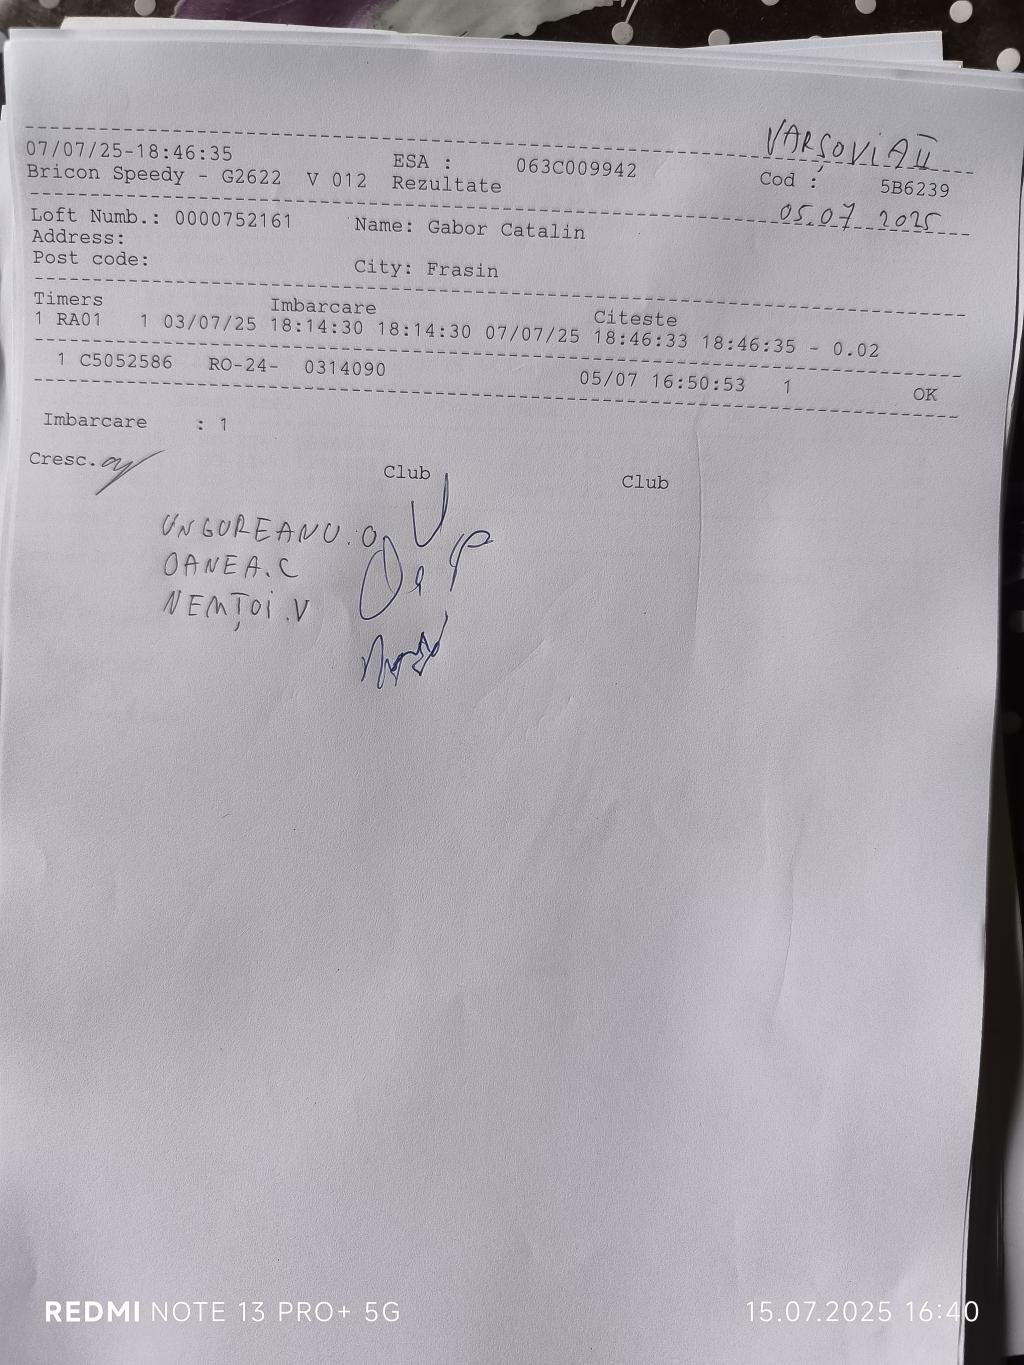 VARȘOVIA II
07/07/25-18:46:35 ESA : 063C009942 Cod : 5B6239
Bricon Speedy - G2622 V 012 Rezultate
05.07 2025
Loft Numb.: 0000752161 Name: Gabor Catalin
Address:
Post code: City: Frasin
Timers Imbarcare Citeste
1 RA01 1 03/07/25 18:14:30 18:14:30 07/07/25 18:46:33 18:46:35 - 0.02
1 C5052586 RO-24- 0314090 05/07 16:50:53 1 OK
Imbarcare : 1
Cresc. Club Club
UNGUREANU.O
OANEA.C
NEMȚOI.V
REDMI NOTE 13 PRO+ 5G 15.07.2025 16:40